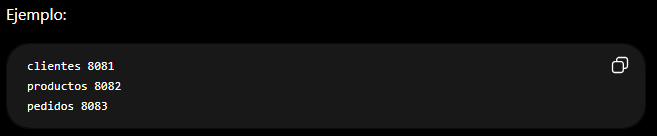 Ejemplo:
clientes 8081
productos 8082
pedidos 8083